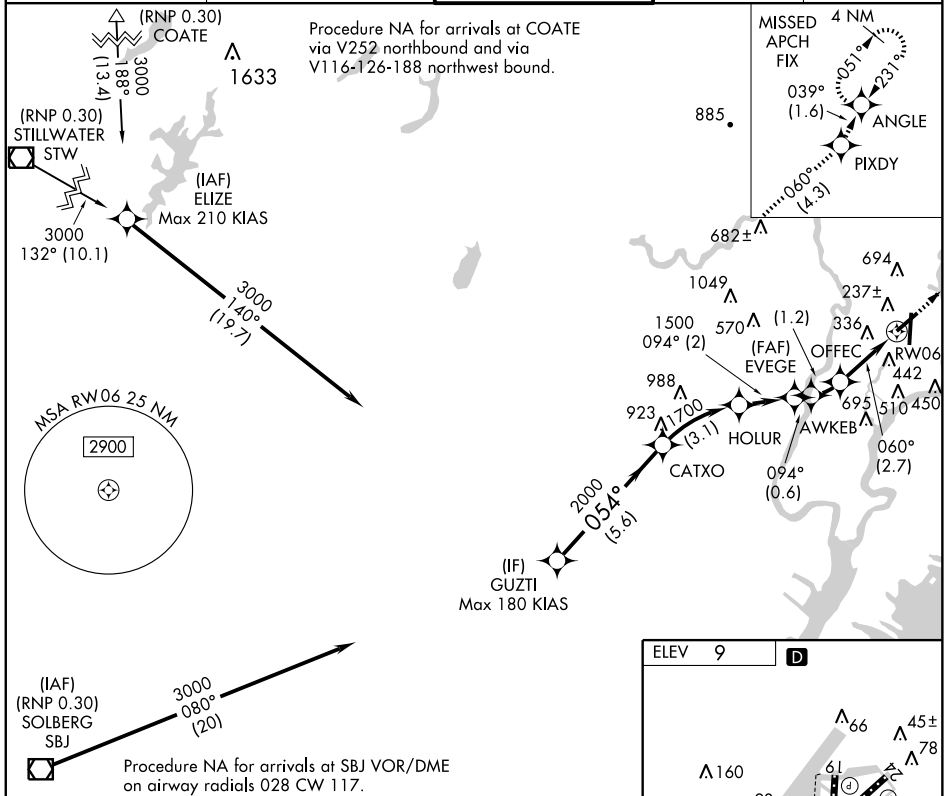 (RNP 0.30)
COATE
3000
188°
(13.4)
1633
Procedure NA for arrivals at COATE
via V252 northbound and via
V116-126-188 northwest bound.
MISSED
APCH
FIX
4 NM
051°
231°
039°
(1.6)
ANGLE
PIXDY
060°
(4.3)
885
(RNP 0.30)
STILLWATER
STW
3000
132° (10.1)
(IAF)
ELIZE
Max 210 KIAS
3000
140°
(19.7)
682±
694
1049
237±
570
(1.2)
336
1500
094° (2)
(FAF)
EVEGE
OFFEC
RW06
442
988
923
1700
(3.1)
HOLUR
AWKEB
695
510
450
CATXO
094°
(0.6)
060°
(2.7)
MSA RW06 25 NM
2900
2000
054°
(5.6)
(IF)
GUZTI
Max 180 KIAS
(IAF)
(RNP 0.30)
SOLBERG
SBJ
3000
080°
(20)
Procedure NA for arrivals at SBJ VOR/DME
on airway radials 028 CW 117.
ELEV 9
D
66
45±
78
160
19
24
P